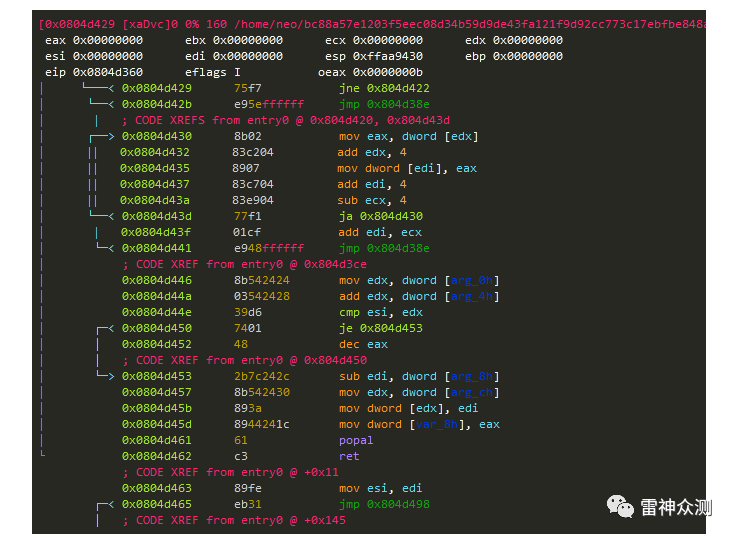 [0x0804d429 [xaDvc]0 0% 160 /home/neo/bc88a57e1203f5eec08d34b59d9de43fa121f9d92cc773c17ebfbe848a
eax 0x00000000 ebx 0x00000000 ecx 0x00000000 edx 0x00000000
esi 0x00000000 edi 0x00000000 esp 0xffaa9430 ebp 0x00000000
eip 0x0804d360 eflags I oeax 0x0000000b
0x0804d429 75f7 jne 0x804d422
0x0804d42b e95effffff jmp 0x804d38e
; CODE XREFS from entry0 @ 0x804d420, 0x804d43d
0x0804d430 8b02 mov eax, dword [edx]
0x0804d432 83c204 add edx, 4
0x0804d435 8907 mov dword [edi], eax
0x0804d437 83c704 add edi, 4
0x0804d43a 83e904 sub ecx, 4
0x0804d43d 77f1 ja 0x804d430
0x0804d43f 01cf add edi, ecx
0x0804d441 e948ffffff jmp 0x804d38e
; CODE XREF from entry0 @ 0x804d3ce
0x0804d446 8b542424 mov edx, dword [arg_0h]
0x0804d44a 03542428 add edx, dword [arg_4h]
0x0804d44e 39d6 cmp esi, edx
0x0804d450 7401 je 0x804d453
0x0804d452 48 dec eax
; CODE XREF from entry0 @ 0x804d450
0x0804d453 2b7c242c sub edi, dword [arg_8h]
0x0804d457 8b542430 mov edx, dword [arg_ch]
0x0804d45b 893a mov dword [edx], edi
0x0804d45d 8944241c mov dword [var_8h], eax
0x0804d461 61 popal
0x0804d462 c3 ret
; CODE XREF from entry0 @ +0x11
0x0804d463 89fe mov esi, edi
0x0804d465 eb31 jmp 0x804d498
; CODE XREF from entry0 @ +0x145
雷神众测